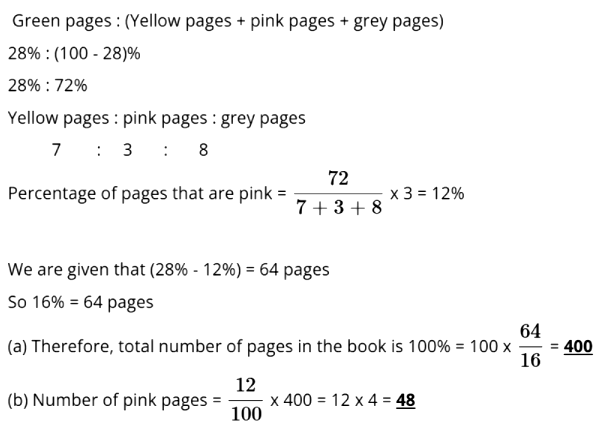 Green pages : (Yellow pages + pink pages + grey pages)
28% : (100 - 28)%
28% : 72%
Yellow pages : pink pages : grey pages
7 : 3 : 8
Percentage of pages that are pink = 72 / (7 + 3 + 8) x 3 = 12%
We are given that (28% - 12%) = 64 pages
So 16% = 64 pages
(a) Therefore, total number of pages in the book is 100% = 100 x 64/16 = 400
(b) Number of pink pages = 12/100 x 400 = 12 x 4 = 48